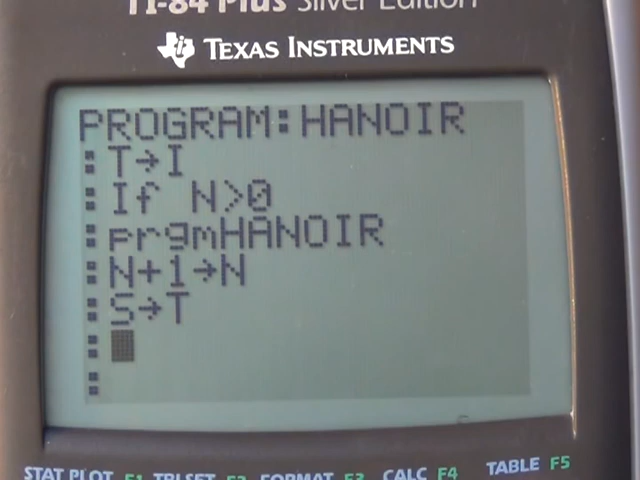 TI-84 Plus Silver Edition
TEXAS INSTRUMENTS
PROGRAM:HANOIR
:T→I
:If N>0
:prgmHANOIR
:N+1→N
:S→T
:
:
STAT PLOT F1 TBLSET F2 FORMAT F3 CALC F4 TABLE F5